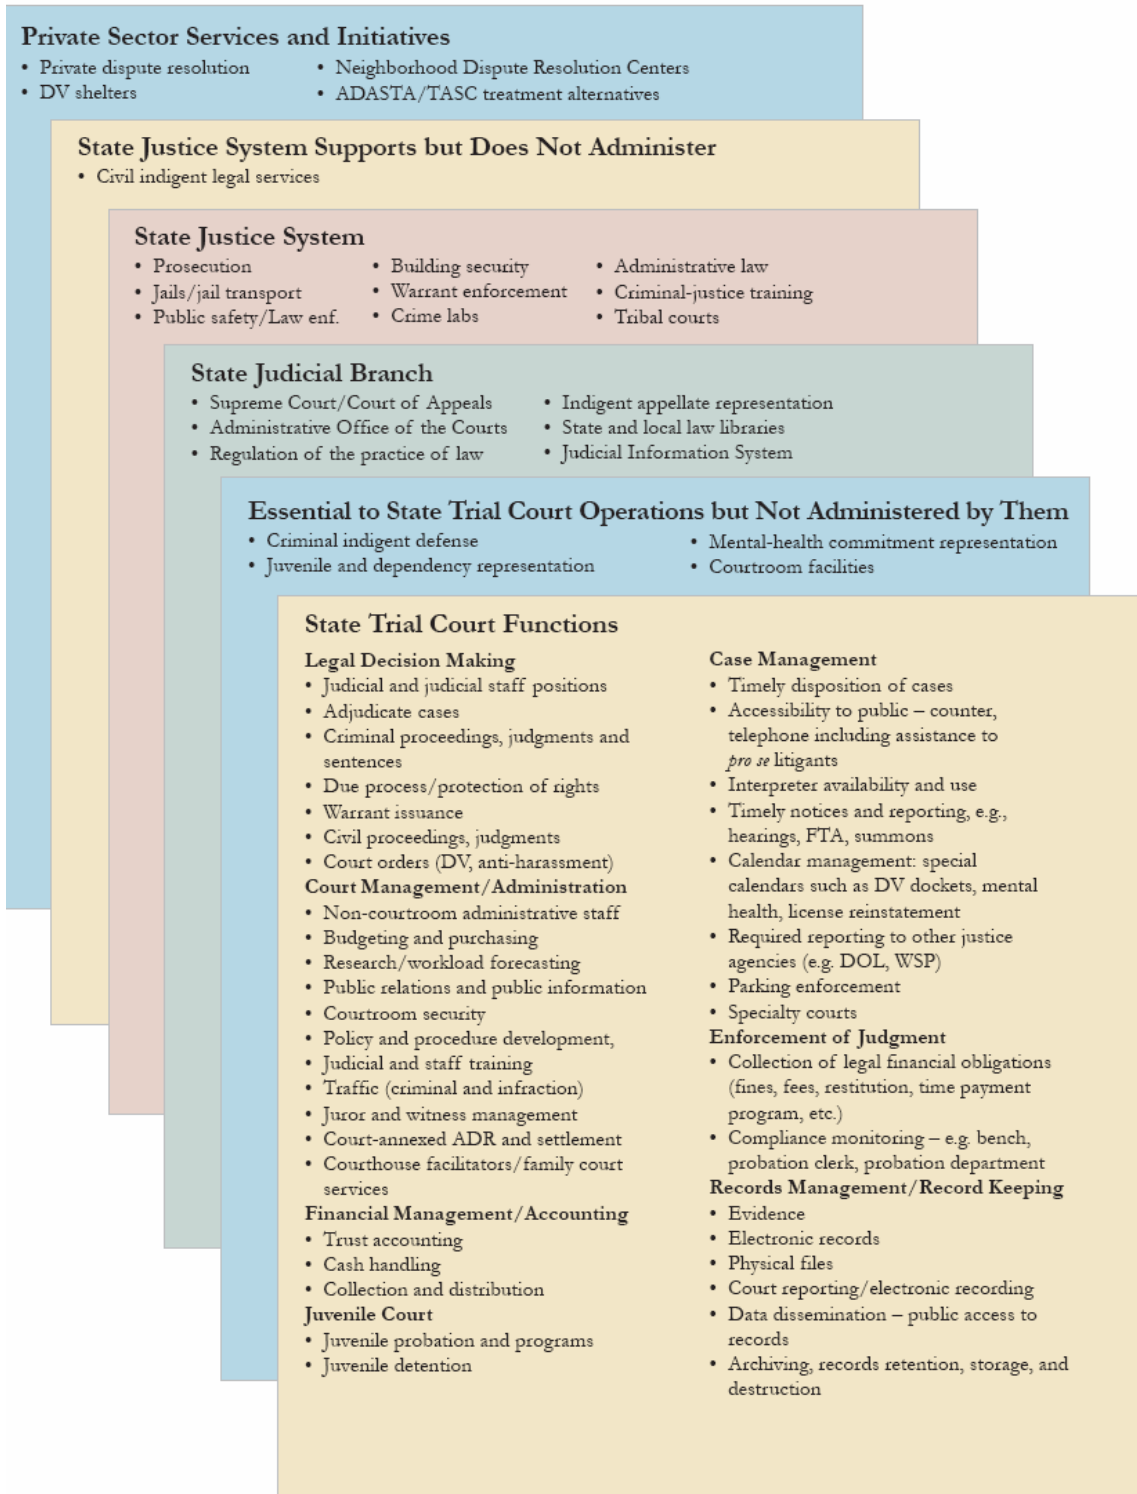 Private Sector Services and Initiatives
• Private dispute resolution
• DV shelters
• Neighborhood Dispute Resolution Centers
• ADASTA/TASC treatment alternatives
State Justice System Supports but Does Not Administer
• Civil indigent legal services
State Justice System
• Prosecution
• Jails/jail transport
• Public safety/Law enf.
• Building security
• Warrant enforcement
• Crime labs
• Administrative law
• Criminal-justice training
• Tribal courts
State Judicial Branch
• Supreme Court/Court of Appeals
• Administrative Office of the Courts
• Regulation of the practice of law
• Indigent appellate representation
• State and local law libraries
• Judicial Information System
Essential to State Trial Court Operations but Not Administered by Them
• Criminal indigent defense
• Juvenile and dependency representation
• Mental-health commitment representation
• Courtroom facilities
State Trial Court Functions
Legal Decision Making
• Judicial and judicial staff positions
• Adjudicate cases
• Criminal proceedings, judgments and
sentences
• Due process/protection of rights
• Warrant issuance
• Civil proceedings, judgments
• Court orders (DV, anti-harassment)
Court Management/Administration
• Non-courtroom administrative staff
• Budgeting and purchasing
• Research/workload forecasting
• Public relations and public information
• Courtroom security
• Policy and procedure development,
• Judicial and staff training
• Traffic (criminal and infraction)
• Juror and witness management
• Court-annexed ADR and settlement
• Courthouse facilitators/family court
services
Financial Management/Accounting
• Trust accounting
• Cash handling
• Collection and distribution
Juvenile Court
• Juvenile probation and programs
• Juvenile detention
Case Management
• Timely disposition of cases
• Accessibility to public – counter,
telephone including assistance to
pro se litigants
• Interpreter availability and use
• Timely notices and reporting, e.g.,
hearings, FTA, summons
• Calendar management: special
calendars such as DV dockets, mental
health, license reinstatement
• Required reporting to other justice
agencies (e.g. DOL, WSP)
• Parking enforcement
• Specialty courts
Enforcement of Judgment
• Collection of legal financial obligations
(fines, fees, restitution, time payment
program, etc.)
• Compliance monitoring – e.g. bench,
probation clerk, probation department
Records Management/Record Keeping
• Evidence
• Electronic records
• Physical files
• Court reporting/electronic recording
• Data dissemination – public access to
records
• Archiving, records retention, storage, and
destruction